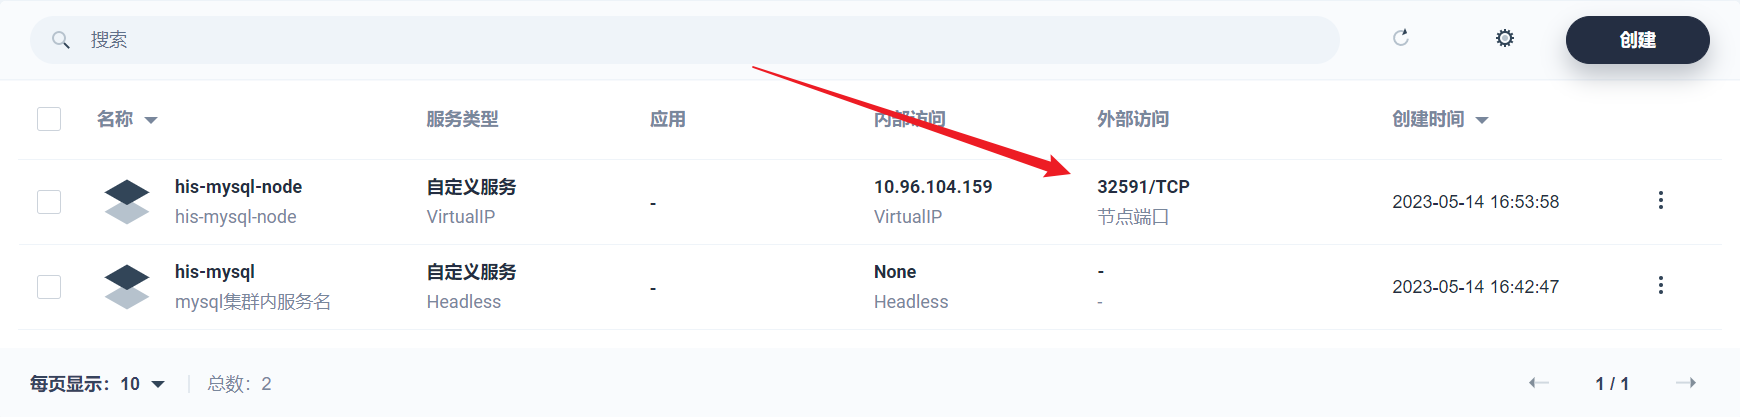 搜索
创建
名称 服务类型 应用 内部访问 外部访问 创建时间
his-mysql-node 自定义服务 - 10.96.104.159 32591/TCP 2023-05-14 16:53:58
his-mysql-node VirtualIP VirtualIP 节点端口
his-mysql 自定义服务 - None - 2023-05-14 16:42:47
mysql集群内服务名 Headless Headless -
每页显示：10 总数：2 1 / 1